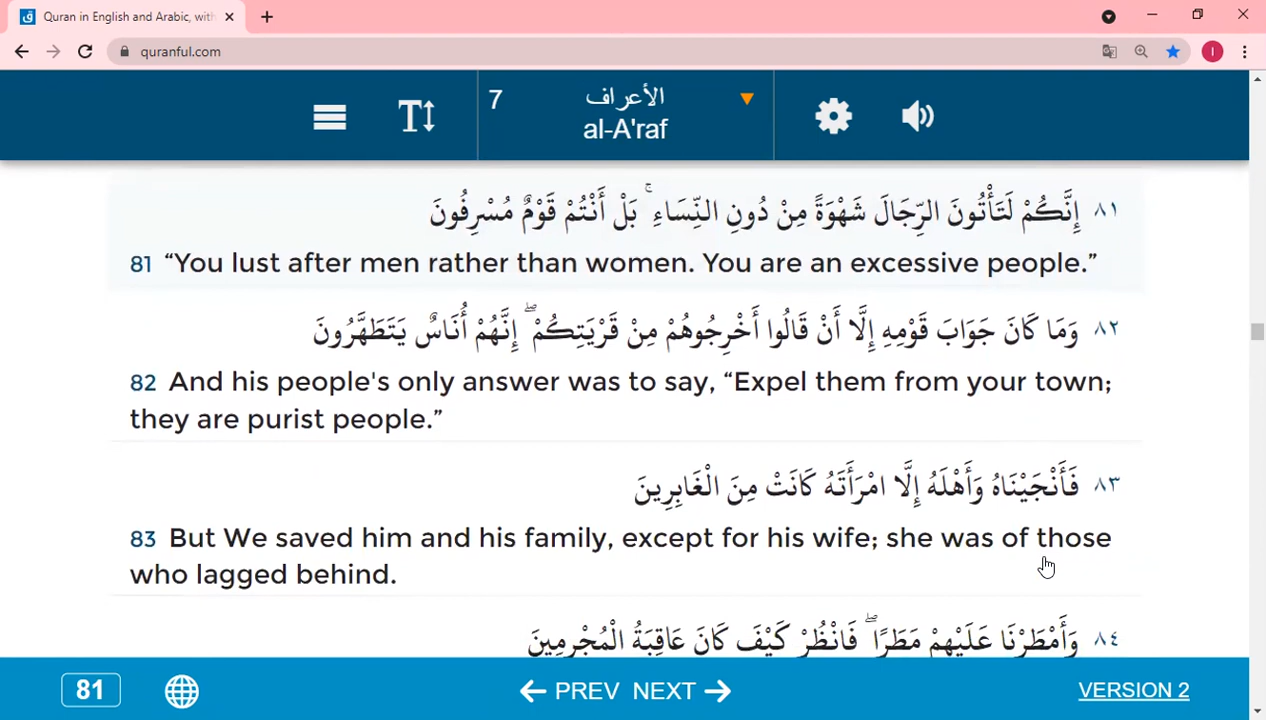 Quran in English and Arabic, with
quranful.com
7
الأعراف
al-A'raf
٨١ إِنَّكُمْ لَتَأْتُونَ الرِّجَالَ شَهْوَةً مِنْ دُونِ النِّسَاءِ ۚ بَلْ أَنْتُمْ قَوْمٌ مُسْرِفُونَ
81 “You lust after men rather than women. You are an excessive people.”
٨٢ وَمَا كَانَ جَوَابَ قَوْمِهِ إِلَّا أَنْ قَالُوا أَخْرِجُوهُمْ مِنْ قَرْيَتِكُمْ ۖ إِنَّهُمْ أُنَاسٌ يَتَطَهَّرُونَ
82 And his people's only answer was to say, “Expel them from your town;
they are purist people.”
٨٣ فَأَنْجَيْنَاهُ وَأَهْلَهُ إِلَّا امْرَأَتَهُ كَانَتْ مِنَ الْغَابِرِينَ
83 But We saved him and his family, except for his wife; she was of those
who lagged behind.
٨٤ وَأَمْطَرْنَا عَلَيْهِمْ مَطَرًا ۖ فَانْظُرْ كَيْفَ كَانَ عَاقِبَةُ الْمُجْرِمِينَ
81
PREV NEXT
VERSION 2